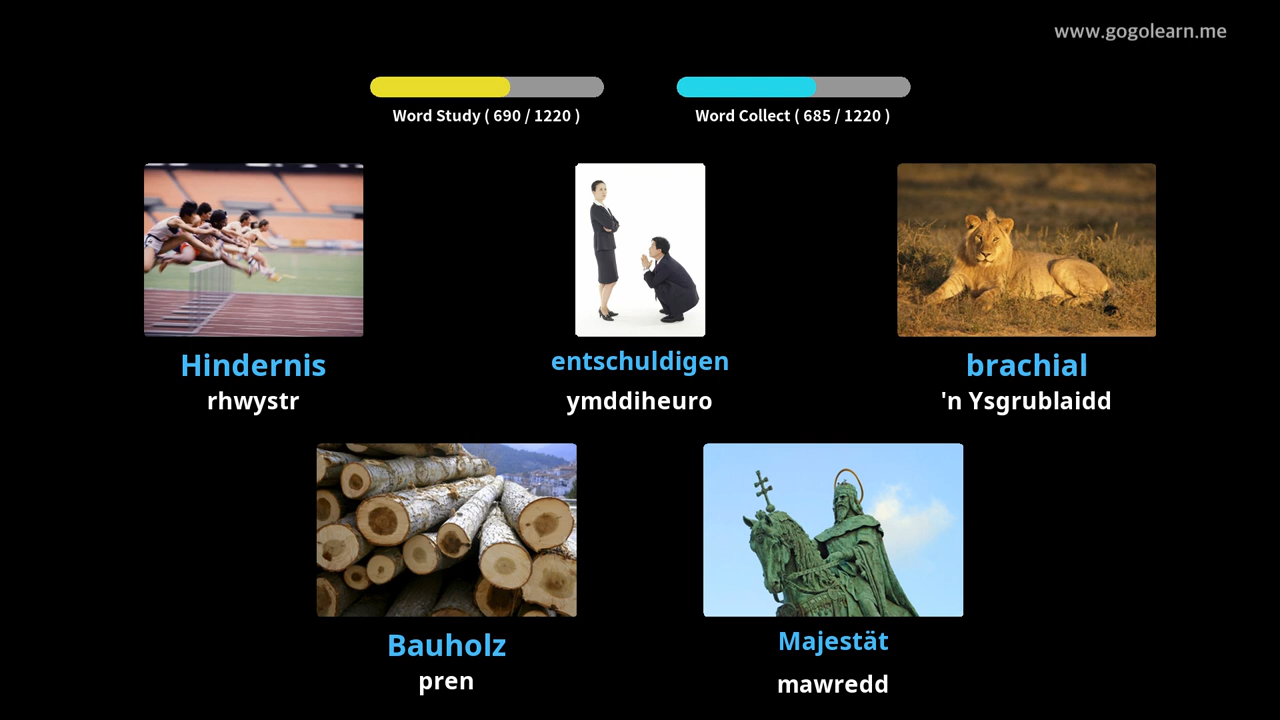 www.gogolearn.me
Word Study ( 690 / 1220 )
Word Collect ( 685 / 1220 )
Hindernis
rhwystr
entschuldigen
ymddiheuro
brachial
'n Ysgrublaidd
Bauholz
pren
Majestät
mawredd